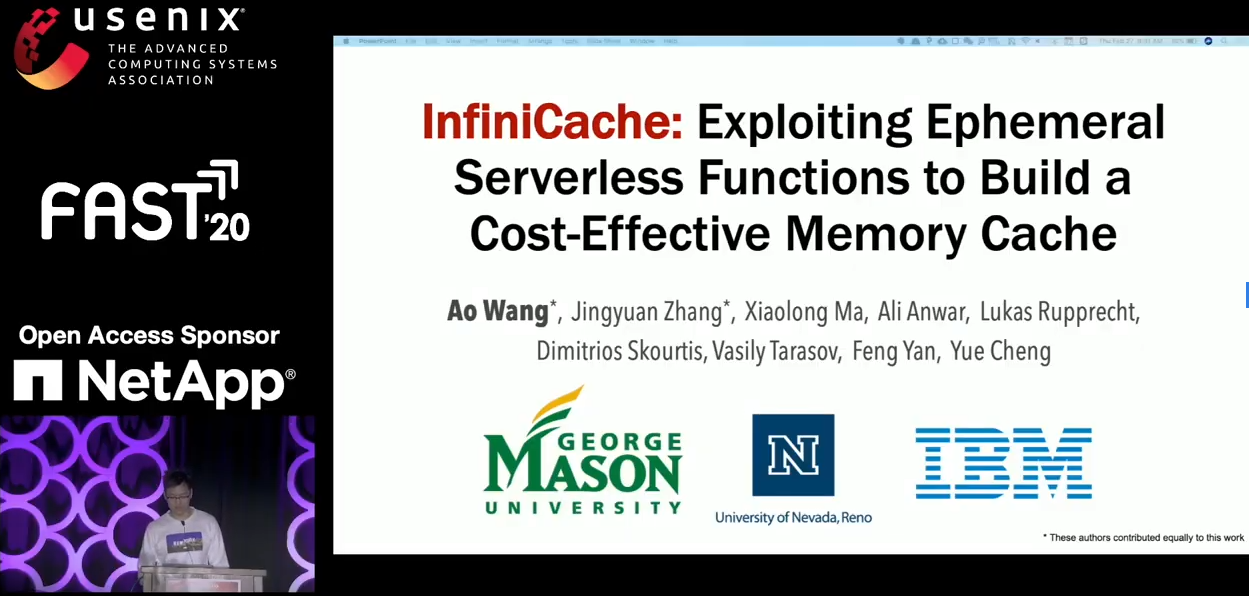 usenix®
THE ADVANCED
COMPUTING SYSTEMS
ASSOCIATION
FAST '20
Open Access Sponsor
NetApp®
InfiniCache: Exploiting Ephemeral
Serverless Functions to Build a
Cost-Effective Memory Cache
Ao Wang*, Jingyuan Zhang*, Xiaolong Ma, Ali Anwar, Lukas Rupprecht,
Dimitrios Skourtis, Vasily Tarasov, Feng Yan, Yue Cheng
GEORGE
MASON
UNIVERSITY
N
University of Nevada, Reno
IBM
* These authors contributed equally to this work